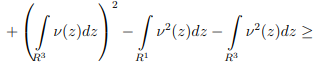 + ( ∫_{R^3} ν(z)dz )^2 − ∫_{R^1} ν^2(z)dz − ∫_{R^3} ν^2(z)dz ≥